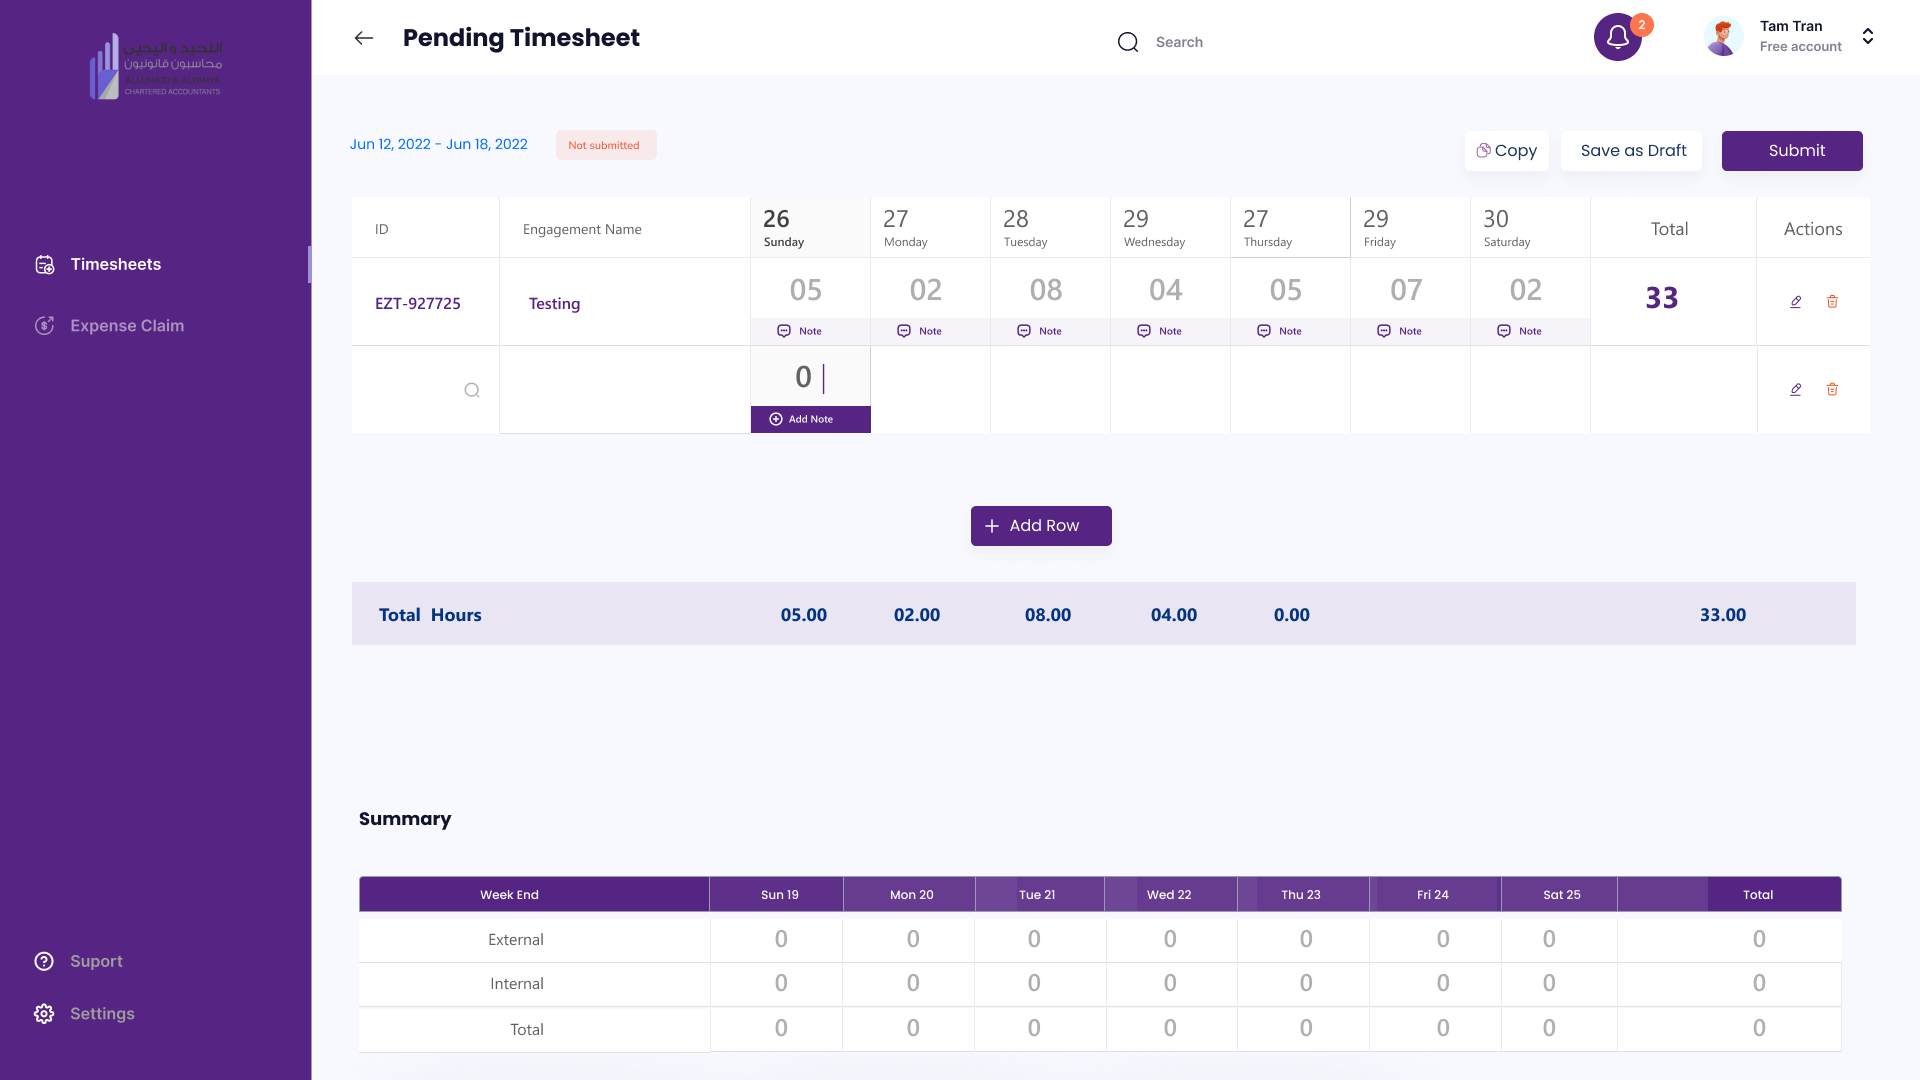 النخيد واليحيى
محاسبون قانونيون
CHARTERED ACCOUNTANTS
Timesheets
Expense Claim
Suport
Settings
Pending Timesheet
Search
2
Tam Tran
Free account
Jun 12, 2022 - Jun 18, 2022
Not submitted
Copy
Save as Draft
Submit
ID Engagement Name 26 27 28 29 27 29 30 Total Actions
Sunday Monday Tuesday Wednesday Thursday Friday Saturday
EZT-927725 Testing 05 02 08 04 05 07 02 33
Note Note Note Note Note Note Note
0
Add Note
Add Row
Total Hours 05.00 02.00 08.00 04.00 0.00 33.00
Summary
Week End Sun 19 Mon 20 Tue 21 Wed 22 Thu 23 Fri 24 Sat 25 Total
External 0 0 0 0 0 0 0 0
Internal 0 0 0 0 0 0 0 0
Total 0 0 0 0 0 0 0 0